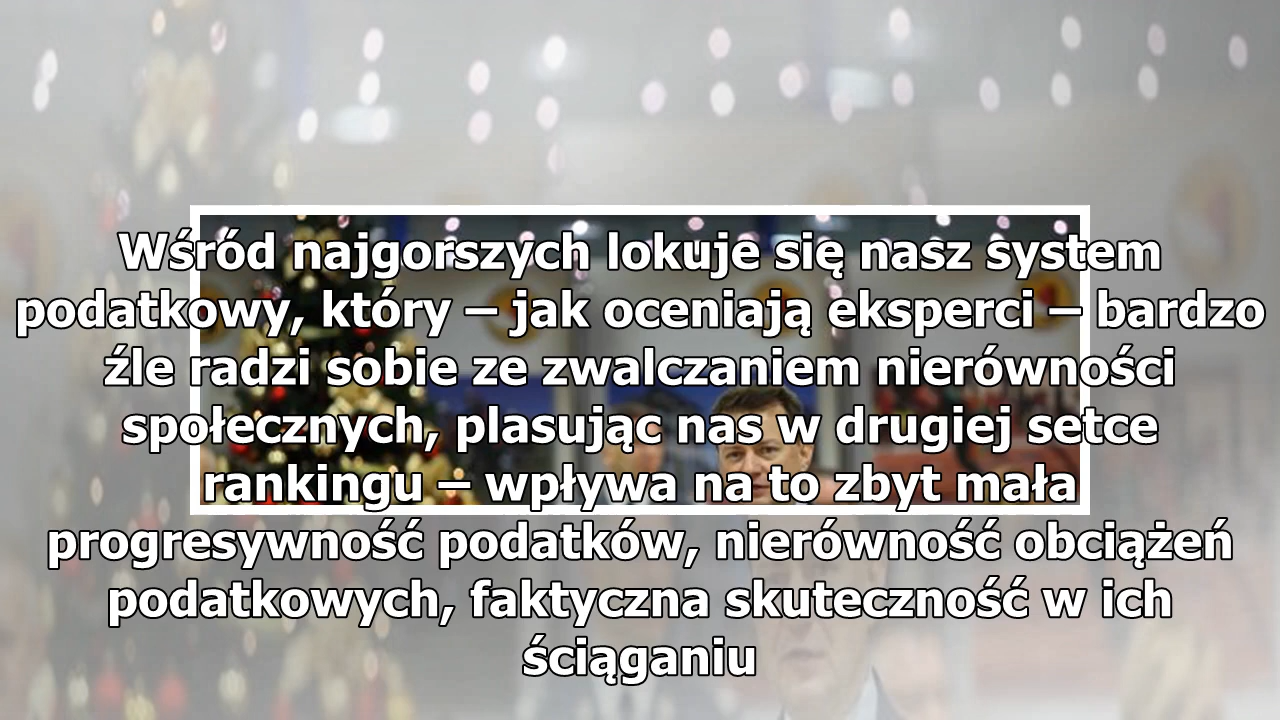 Wśród najgorszych lokuje się nasz system
podatkowy, który – jak oceniają eksperci – bardzo
źle radzi sobie ze zwalczaniem nierówności
społecznych, plasując nas w drugiej setce
rankingu – wpływa na to zbyt mała
progresywność podatków, nierówność obciążeń
podatkowych, faktyczna skuteczność w ich
ściąganiu